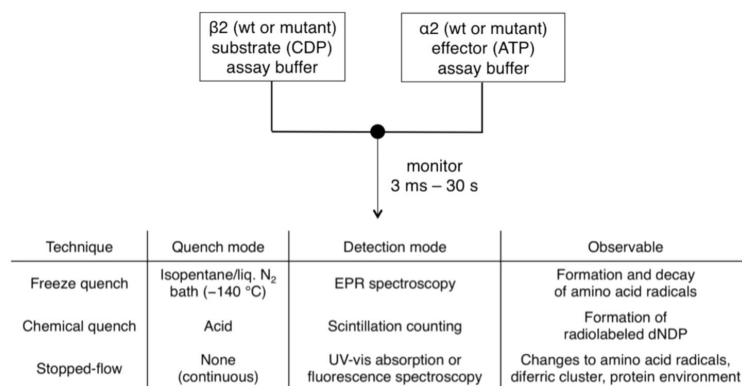 β2 (wt or mutant)
substrate (CDP)
assay buffer
α2 (wt or mutant)
effector (ATP)
assay buffer
monitor
3 ms – 30 s
Technique Quench mode Detection mode Observable
Freeze quench
Isopentane/liq. N₂
bath (−140 °C)
EPR spectroscopy
Formation and decay
of amino acid radicals
Chemical quench
Acid
Scintillation counting
Formation of
radiolabeled dNDP
Stopped-flow
None
(continuous)
UV-vis absorption or
fluorescence spectroscopy
Changes to amino acid radicals,
diferric cluster, protein environment